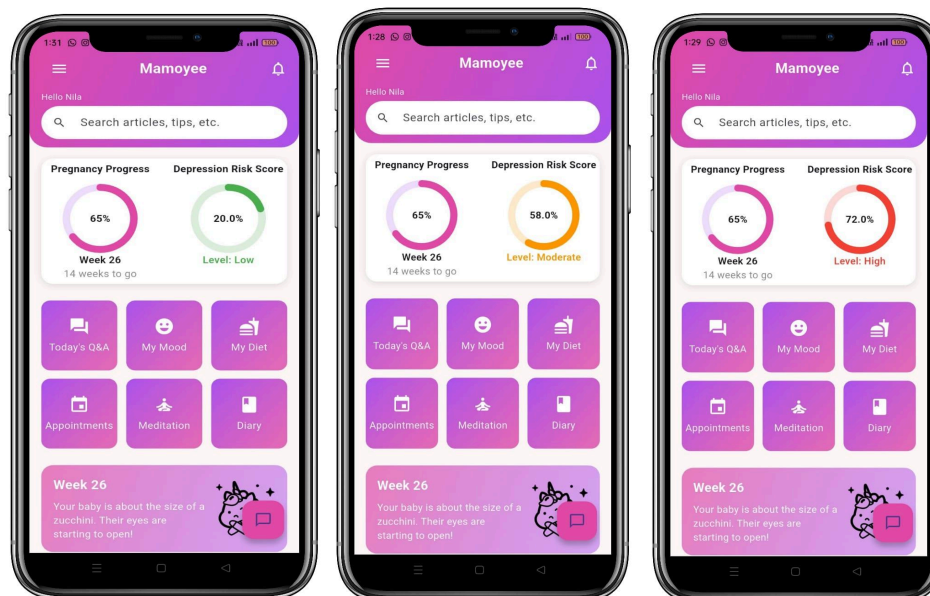 1:31
100
Mamoyee
Hello Nila
Search articles, tips, etc.
Pregnancy Progress
Depression Risk Score
65%
20.0%
Week 26
Level: Low
14 weeks to go
Today's Q&A
My Mood
My Diet
Appointments
Meditation
Diary
Week 26
Your baby is about the size of a
zucchini. Their eyes are
starting to open!
1:28
100
Mamoyee
Hello Nila
Search articles, tips, etc.
Pregnancy Progress
Depression Risk Score
65%
58.0%
Week 26
Level: Moderate
14 weeks to go
Today's Q&A
My Mood
My Diet
Appointments
Meditation
Diary
Week 26
Your baby is about the size of a
zucchini. Their eyes are
starting to open!
1:29
100
Mamoyee
Hello Nila
Search articles, tips, etc.
Pregnancy Progress
Depression Risk Score
65%
72.0%
Week 26
Level: High
14 weeks to go
Today's Q&A
My Mood
My Diet
Appointments
Meditation
Diary
Week 26
Your baby is about the size of a
zucchini. Their eyes are
starting to open!